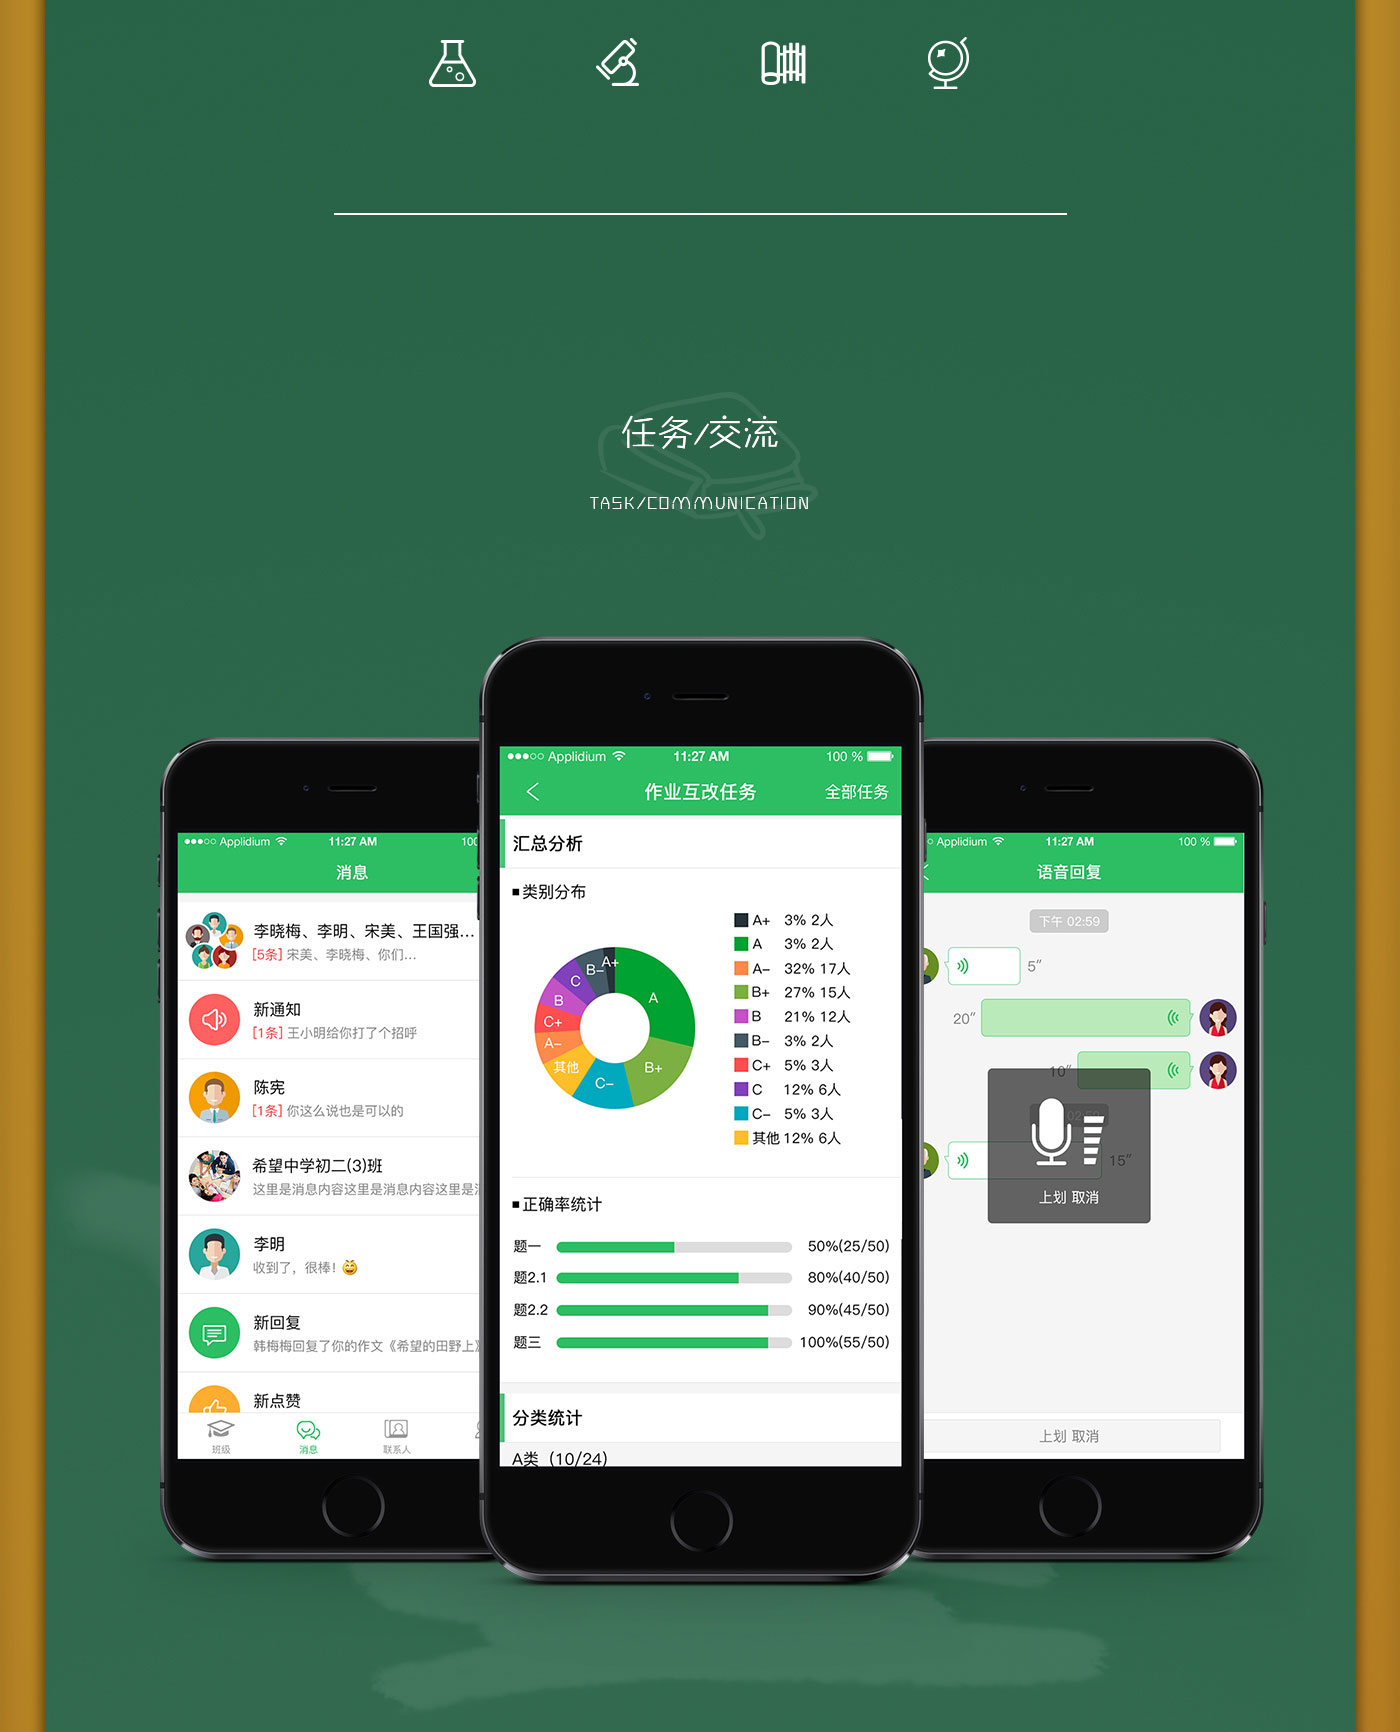 任务/交流
TASK/COMMUNICATION
Applidium 11:27 AM 100
消息
李晓梅、李明、宋美、王国强...
[5条] 宋美、李晓梅、你们...
新通知
[1条] 王小明给你打了个招呼
陈宪
[1条] 你这么说也是可以的
希望中学初二(3)班
这里是消息内容这里是消息内容这里是
李明
收到了，很棒！
新回复
韩梅梅回复了你的作文《希望的田野上》
新点赞
班级 消息 联系人
Applidium 11:27 AM 100 %
作业互改任务 全部任务
汇总分析
■类别分布
A+ 3% 2人
A 3% 2人
A- 32% 17人
B+ 27% 15人
B 21% 12人
B- 3% 2人
C+ 5% 3人
C 12% 6人
C- 5% 3人
其他 12% 6人
A+
B-
C
B
C+
A-
其他
C-
B+
A
■正确率统计
题一 50%(25/50)
题2.1 80%(40/50)
题2.2 90%(45/50)
题三 100%(55/50)
分类统计
A类（10/24)
Applidium 11:27 AM 100 %
语音回复
下午 02:59
5″
20″
10″
02:59
15″
上划 取消
上划 取消